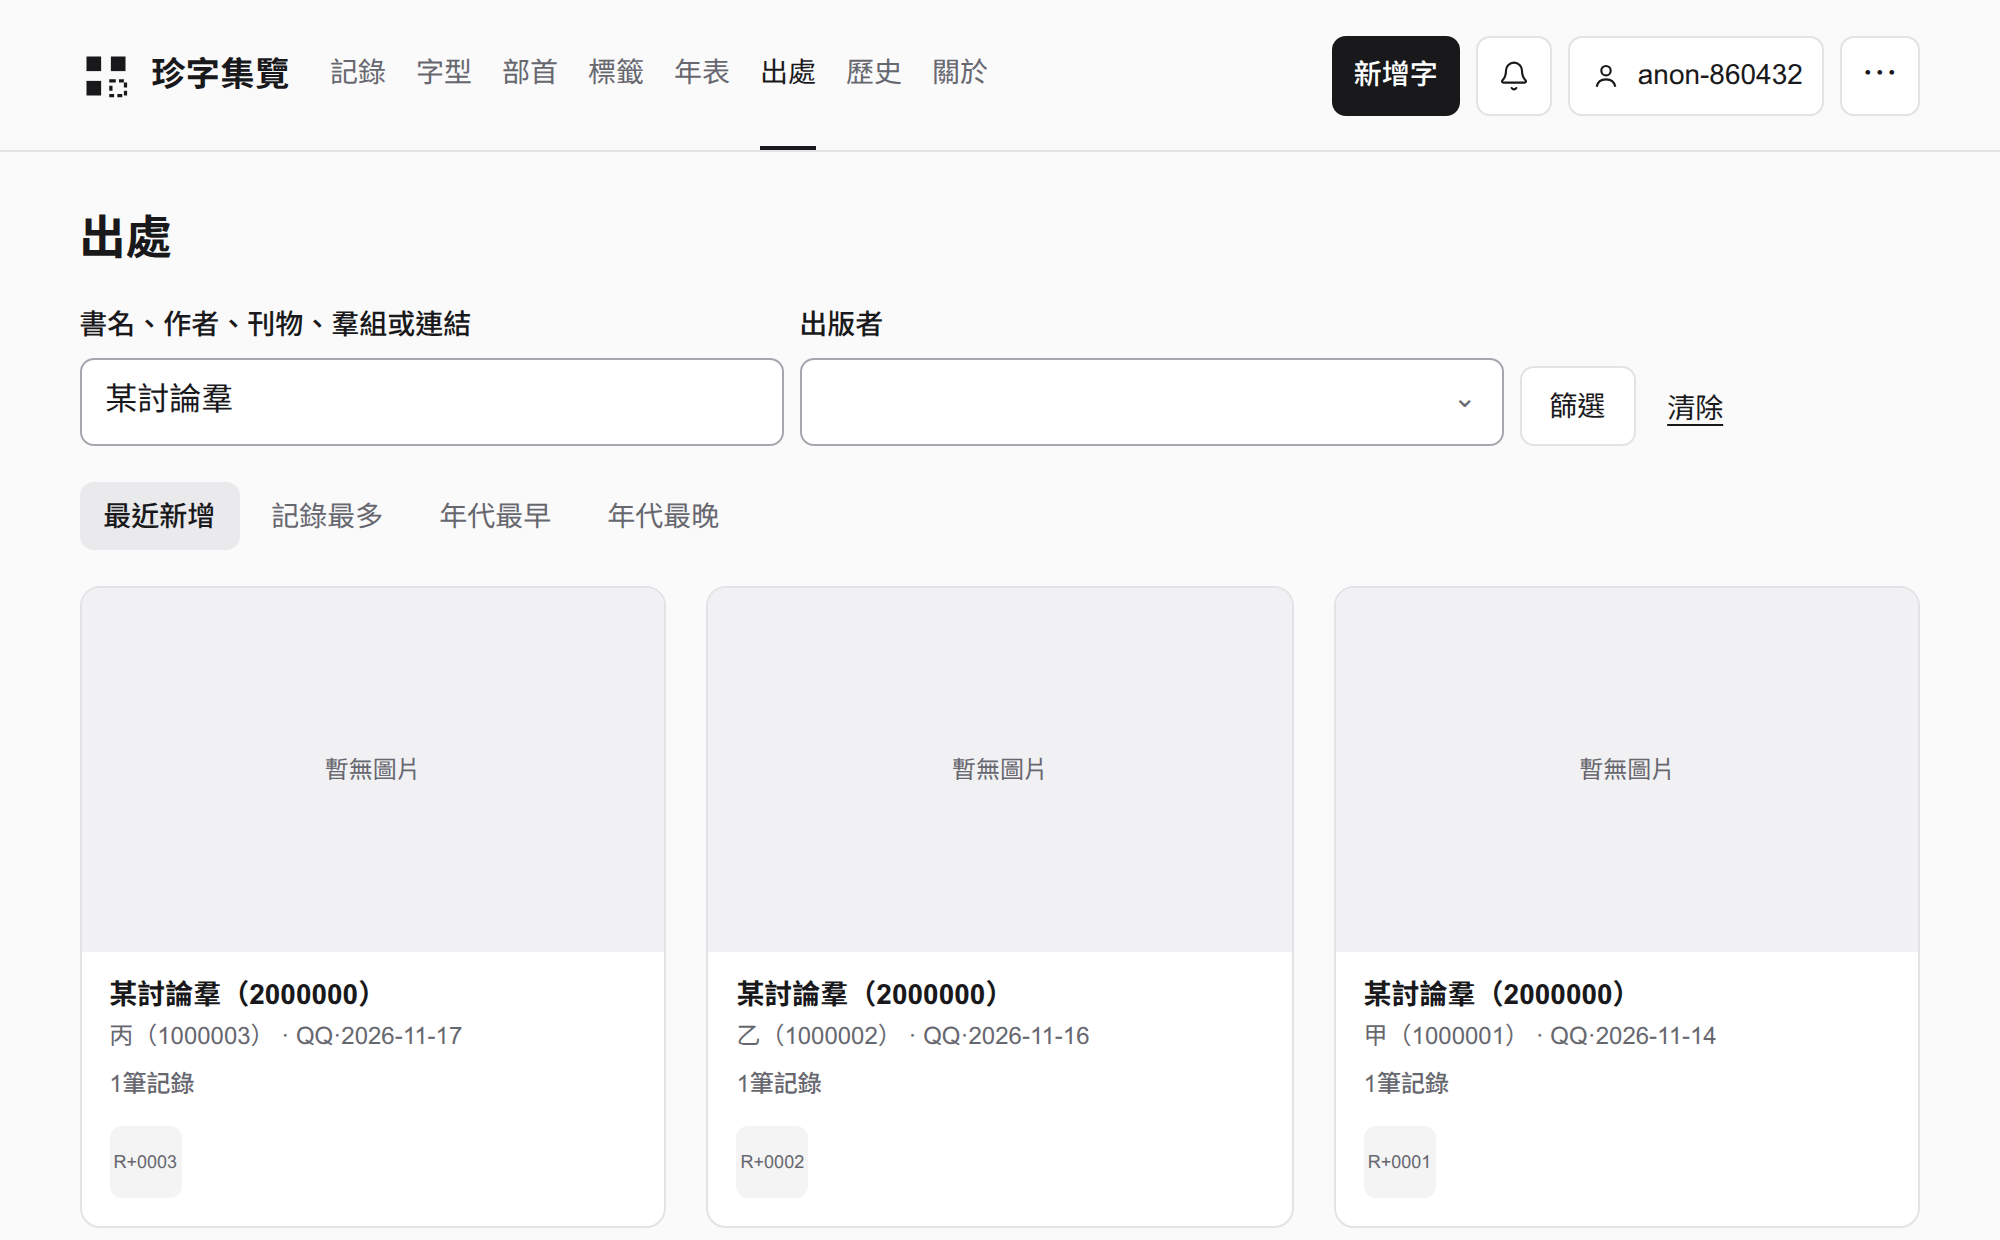 珍字集覽 記錄 字型 部首 標籤 年表 出處 歷史 關於 新增字 anon-860432 ···
出處
書名、作者、刊物、羣組或連結 出版者
某討論羣 篩選 清除
最近新增 記錄最多 年代最早 年代最晚
暫無圖片 暫無圖片 暫無圖片
某討論羣（2000000） 某討論羣（2000000） 某討論羣（2000000）
丙（1000003） · QQ·2026-11-17 乙（1000002） · QQ·2026-11-16 甲（1000001） · QQ·2026-11-14
1筆記錄 1筆記錄 1筆記錄
R+0003 R+0002 R+0001